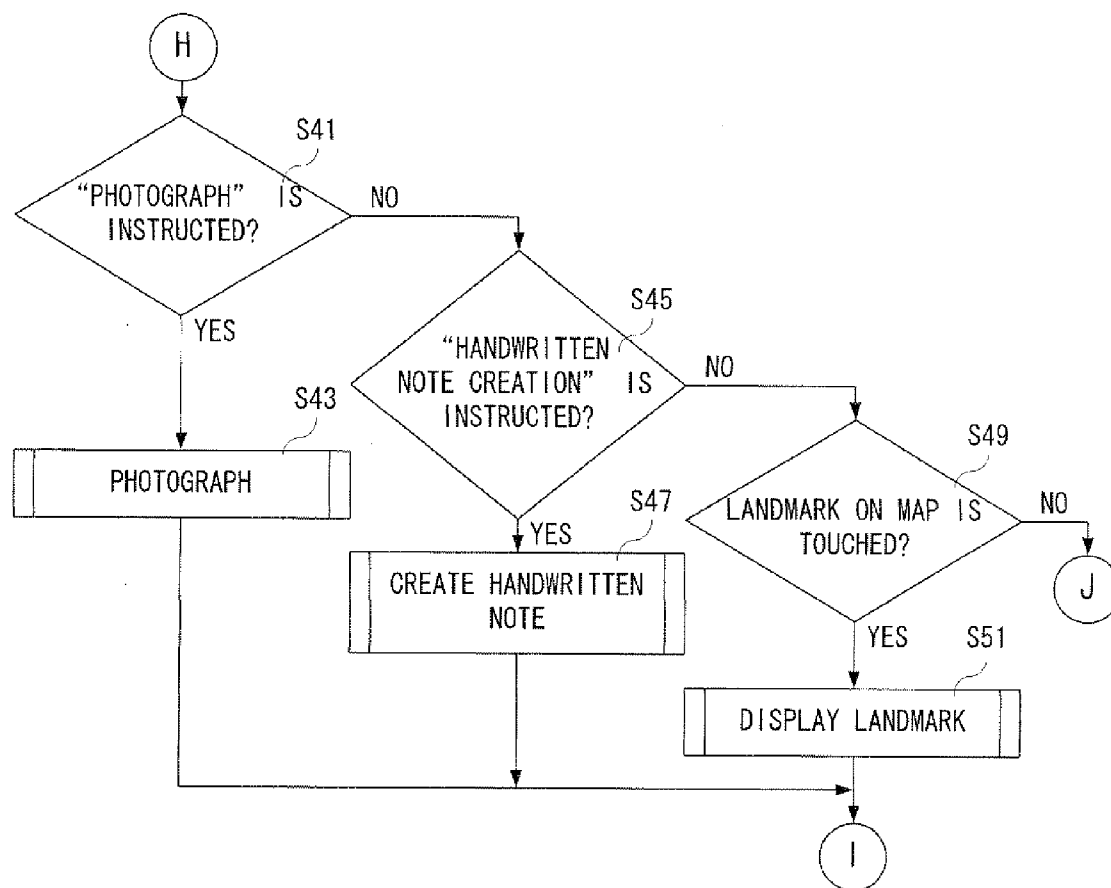 H
S41
“PHOTOGRAPH” IS
INSTRUCTED?
NO
YES
S43
PHOTOGRAPH
S45
“HANDWRITTEN
NOTE CREATION” IS
INSTRUCTED?
NO
YES
S47
CREATE HANDWRITTEN
NOTE
S49
LANDMARK ON MAP IS
TOUCHED?
NO
J
YES
S51
DISPLAY LANDMARK
I